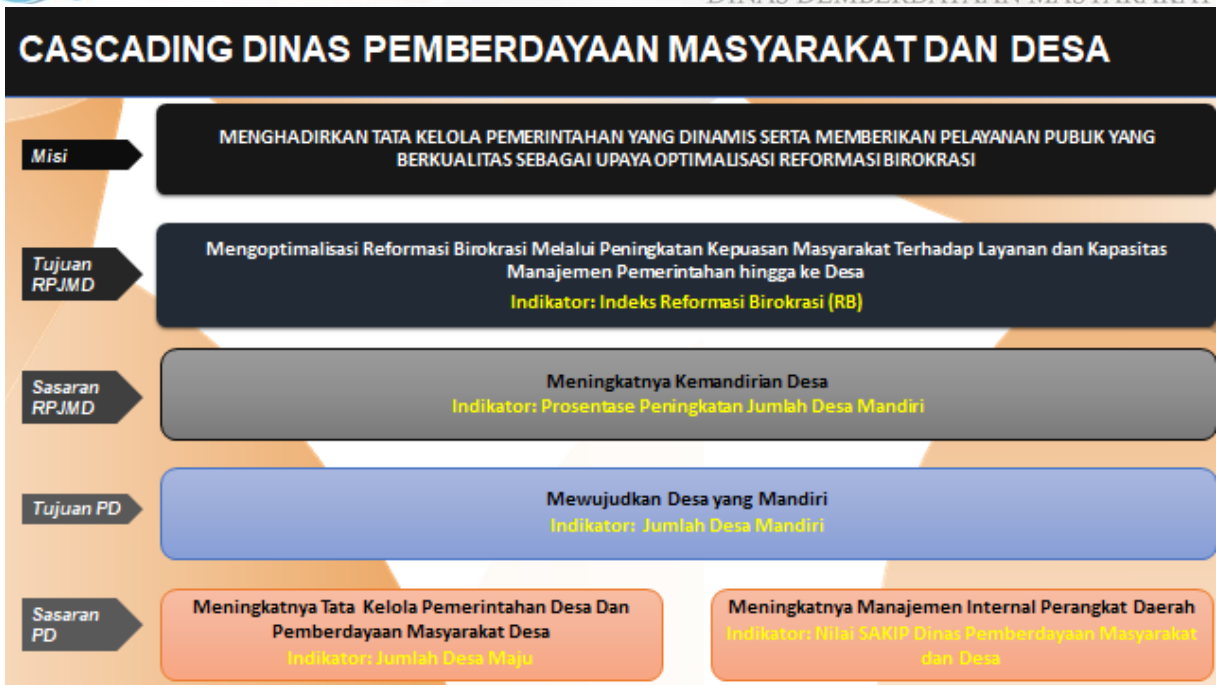 DINAS PEMBERDAYAAN MASYARAKAT
CASCADING DINAS PEMBERDAYAAN MASYARAKAT DAN DESA
Misi
MENGHADIRKAN TATA KELOLA PEMERINTAHAN YANG DINAMIS SERTA MEMBERIKAN PELAYANAN PUBLIK YANG
BERKUALITAS SEBAGAI UPAYA OPTIMALISASI REFORMASI BIROKRASI
Tujuan
RPJMD
Mengoptimalisasi Reformasi Birokrasi Melalui Peningkatan Kepuasan Masyarakat Terhadap Layanan dan Kapasitas
Manajemen Pemerintahan hingga ke Desa
Indikator: Indeks Reformasi Birokrasi (RB)
Sasaran
RPJMD
Meningkatnya Kemandirian Desa
Indikator: Prosentase Peningkatan Jumlah Desa Mandiri
Tujuan PD
Mewujudkan Desa yang Mandiri
Indikator: Jumlah Desa Mandiri
Sasaran
PD
Meningkatnya Tata Kelola Pemerintahan Desa Dan
Pemberdayaan Masyarakat Desa
Indikator: Jumlah Desa Maju
Meningkatnya Manajemen Internal Perangkat Daerah
Indikator: Nilai SAKIP Dinas Pemberdayaan Masyarakat
dan Desa